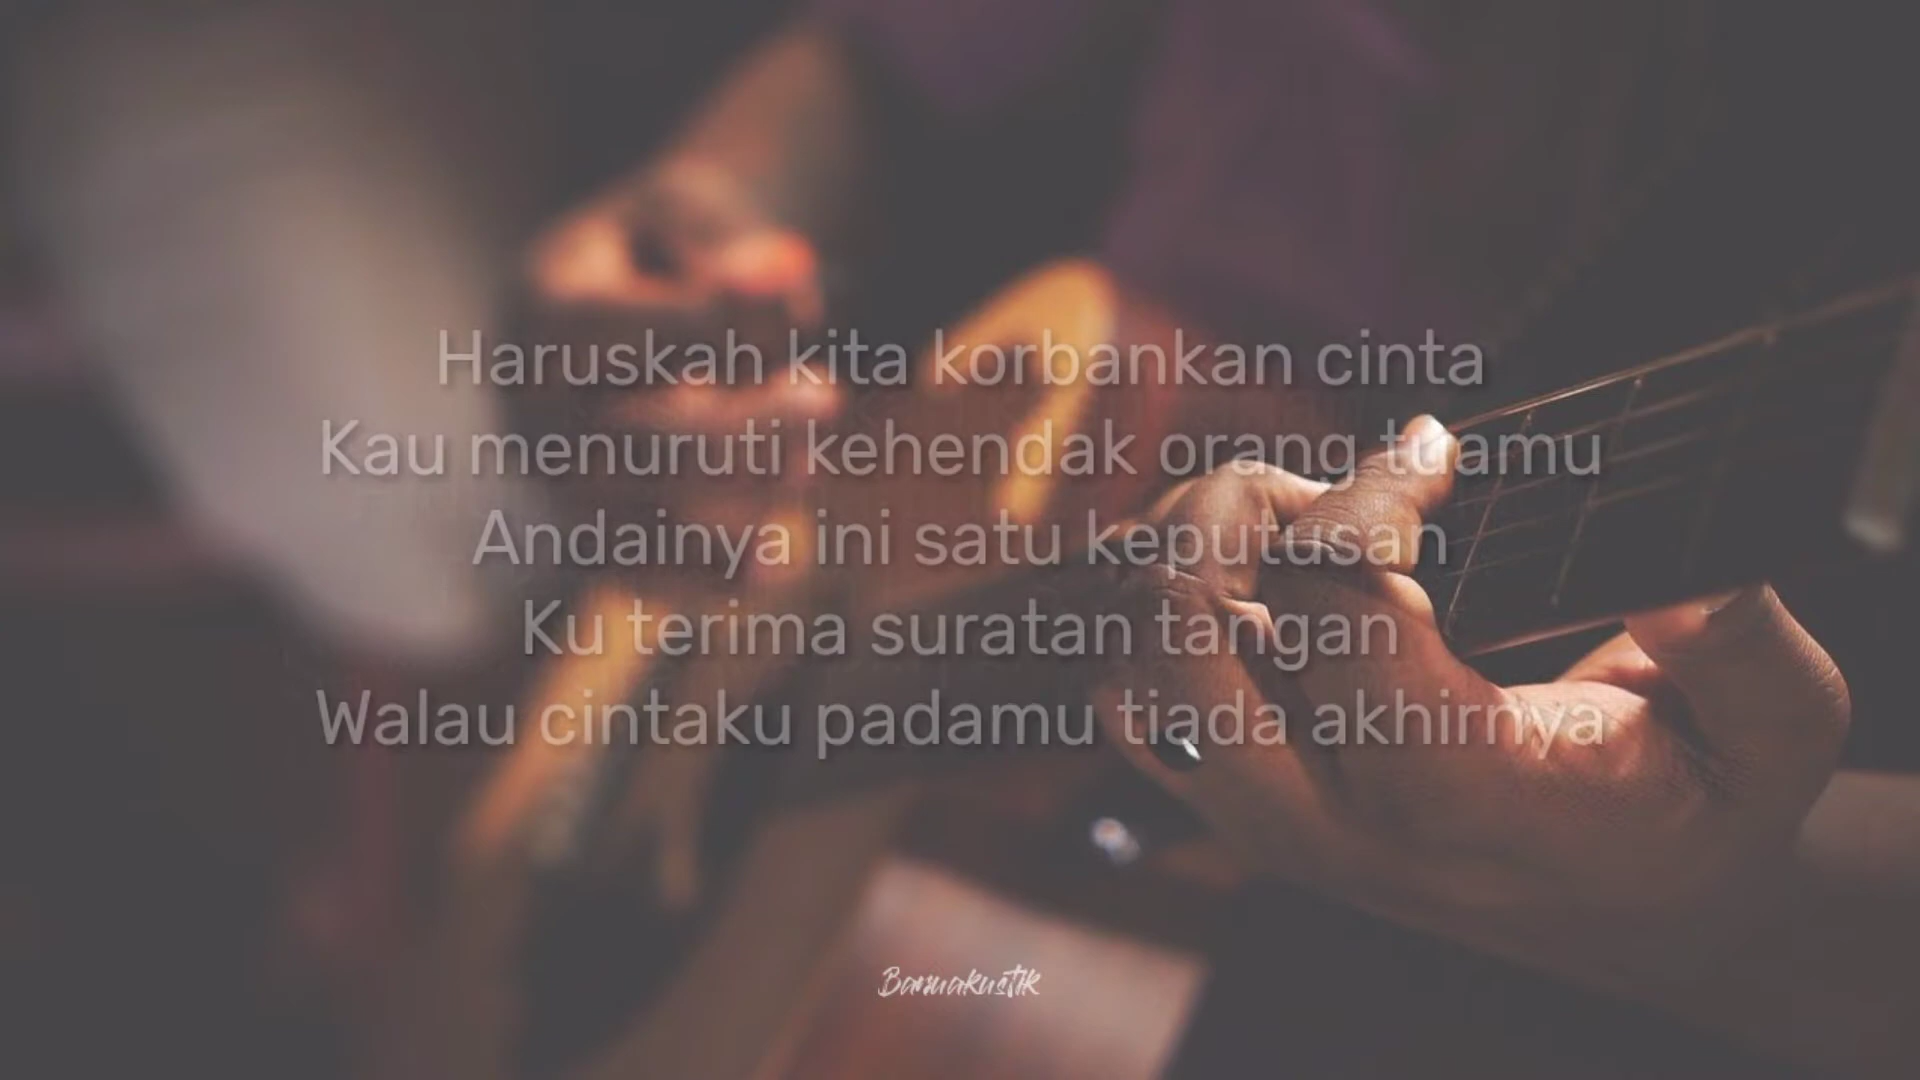 Haruskah kita korbankan cinta
Kau menuruti kehendak orang tuamu
Andainya ini satu keputusan
Ku terima suratan tangan
Walau cintaku padamu tiada akhirnya